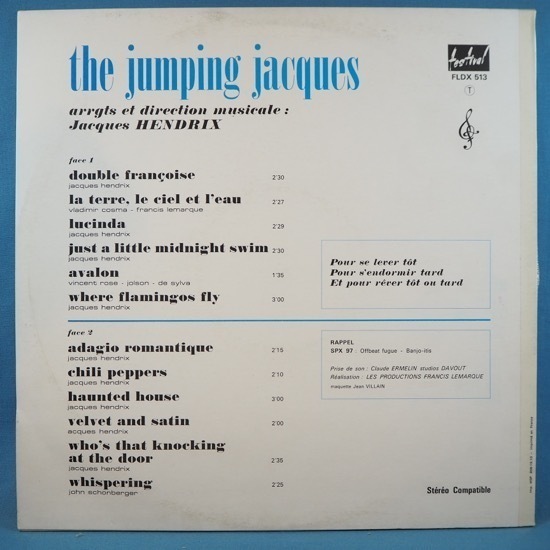 the jumping jacques
festival
FLDX 513
T
arrgts et direction musicale :
Jacques HENDRIX
face 1
double françoise 2'30
jacques hendrix
la terre, le ciel et l'eau 2'27
vladimir cosma - francis lemarque
lucinda 2'29
jacques hendrix
just a little midnight swim 2'30
jacques hendrix
avalon 1'35
vincent rose - jolson - de sylva
where flamingos fly 3'00
jacques hendrix
Pour se lever tôt
Pour s'endormir tard
Et pour rêver tôt ou tard
face 2
adagio romantique 2'15
jacques hendrix
chili peppers 2'10
jacques hendrix
haunted house 3'00
jacques hendrix
velvet and satin 2'00
acques hendrix
who's that knocking
at the door 2'35
jacques hendrix
whispering 2'25
john schonberger
RAPPEL
SPX 97 : Offbeat fugue - Banjo-itis
Prise de son : Claude ERMELIN studios DAVOUT
Réalisation : LES PRODUCTIONS FRANCIS LEMARQUE
maquette Jean VILLAIN
Stéréo Compatible